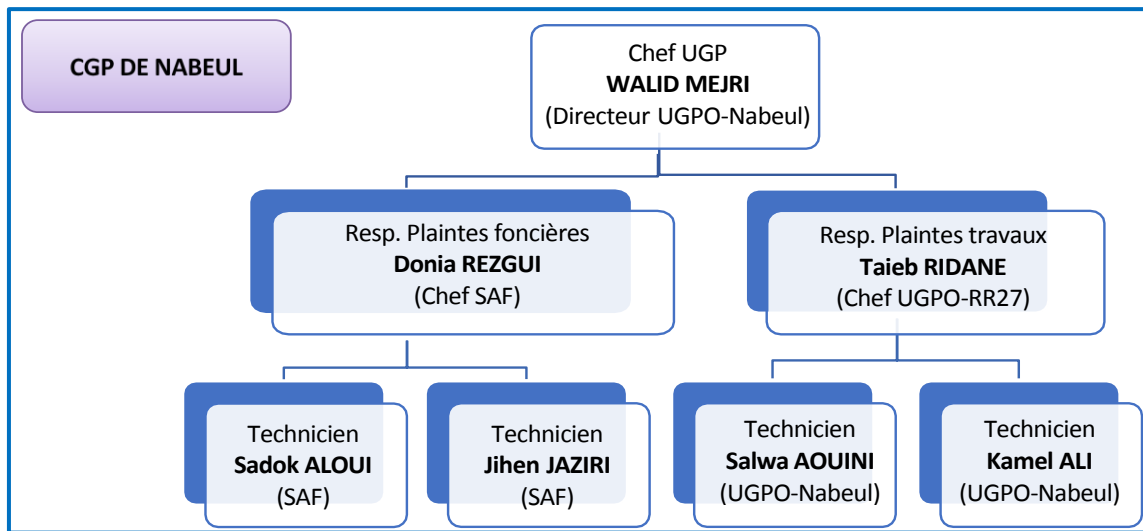 CGP DE NABEUL
Chef UGP
WALID MEJRI
(Directeur UGPO-Nabeul)
Resp. Plaintes foncières
Donia REZGUI
(Chef SAF)
Resp. Plaintes travaux
Taieb RIDANE
(Chef UGPO-RR27)
Technicien
Sadok ALOUI
(SAF)
Technicien
Jihen JAZIRI
(SAF)
Technicien
Salwa AOUINI
(UGPO-Nabeul)
Technicien
Kamel ALI
(UGPO-Nabeul)